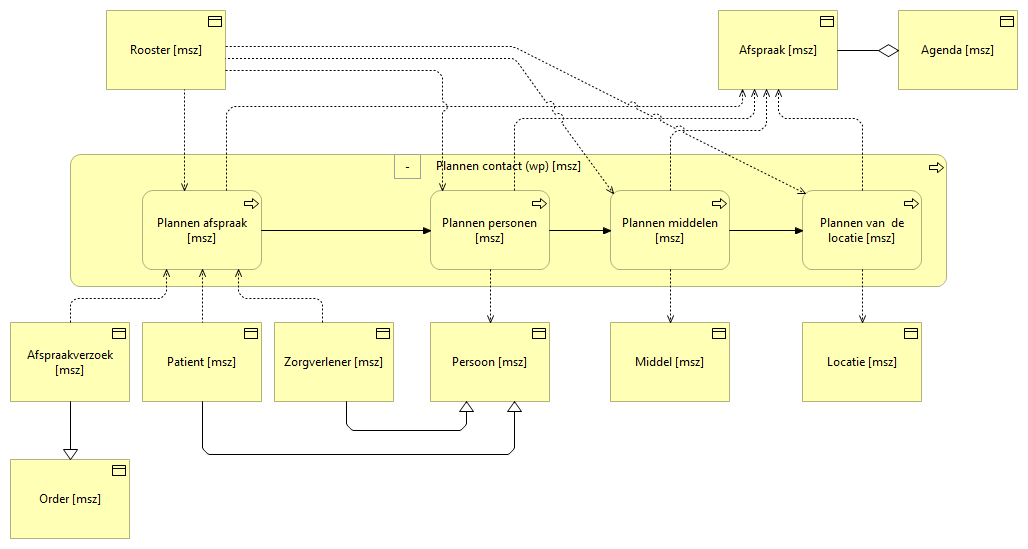 Rooster [msz]
Afspraak [msz]
Agenda [msz]
-
Plannen contact (wp) [msz]
Plannen afspraak
[msz]
Plannen personen
[msz]
Plannen middelen
[msz]
Plannen van  de
locatie [msz]
Afspraakverzoek
[msz]
Patient [msz]
Zorgverlener [msz]
Persoon [msz]
Middel [msz]
Locatie [msz]
Order [msz]